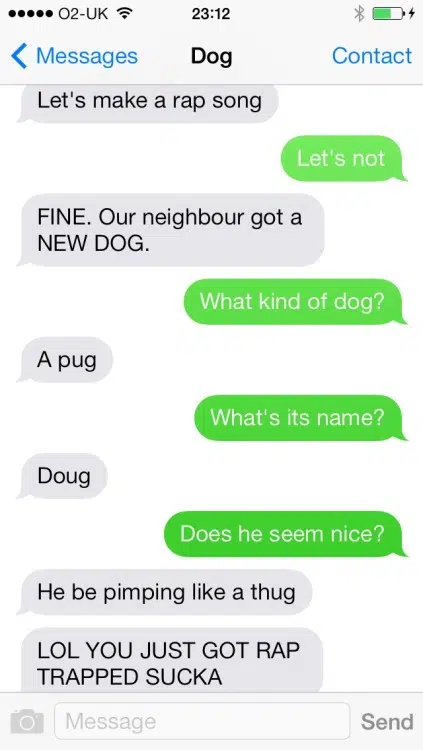 O2-UK 23:12
Messages Dog Contact
Let's make a rap song
Let's not
FINE. Our neighbour got a
NEW DOG.
What kind of dog?
A pug
What's its name?
Doug
Does he seem nice?
He be pimping like a thug
LOL YOU JUST GOT RAP
TRAPPED SUCKA
Message Send